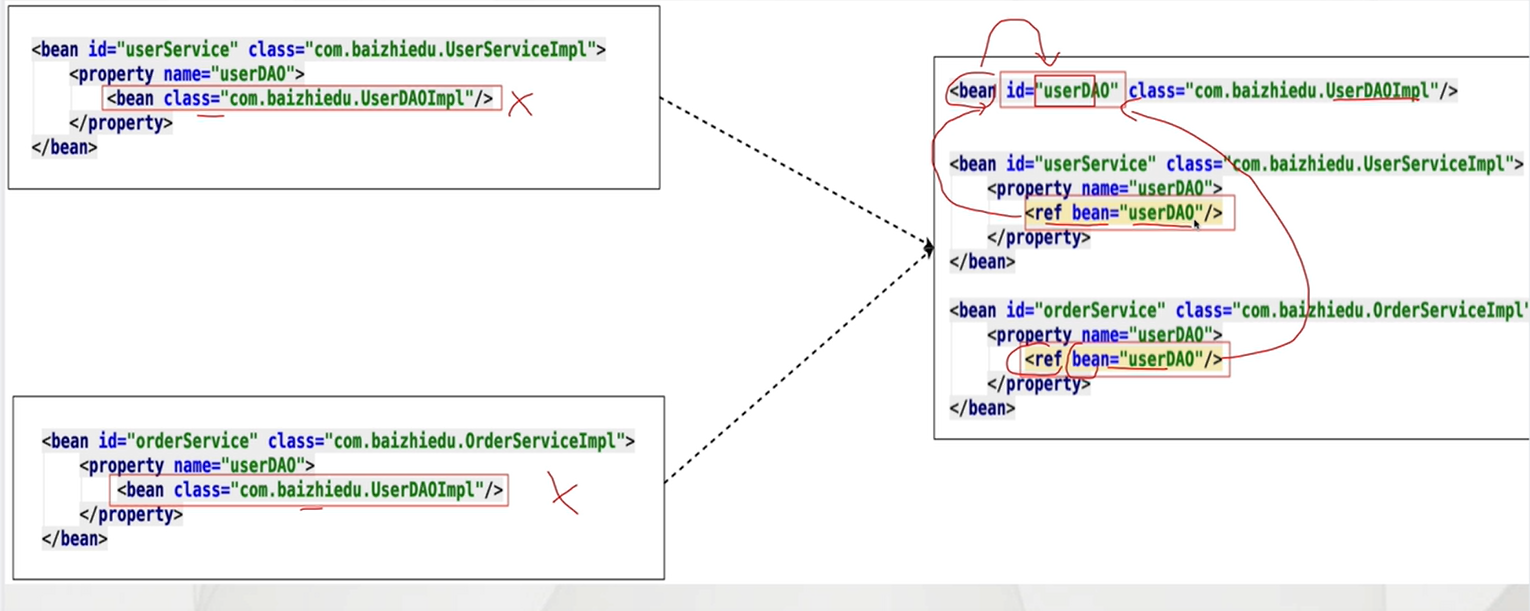 <bean id="userService" class="com.baizhiedu.UserServiceImpl">
<property name="userDAO">
<bean class="com.baizhiedu.UserDAOImpl"/>
</property>
</bean>
<bean id="orderService" class="com.baizhiedu.OrderServiceImpl">
<property name="userDAO">
<bean class="com.baizhiedu.UserDAOImpl"/>
</property>
</bean>
<bean id="userDAO" class="com.baizhiedu.UserDAOImpl"/>
<bean id="userService" class="com.baizhiedu.UserServiceImpl">
<property name="userDAO">
<ref bean="userDAO"/>
</property>
</bean>
<bean id="orderService" class="com.baizhiedu.OrderServiceImpl"
<property name="userDAO">
<ref bean="userDAO"/>
</property>
</bean>